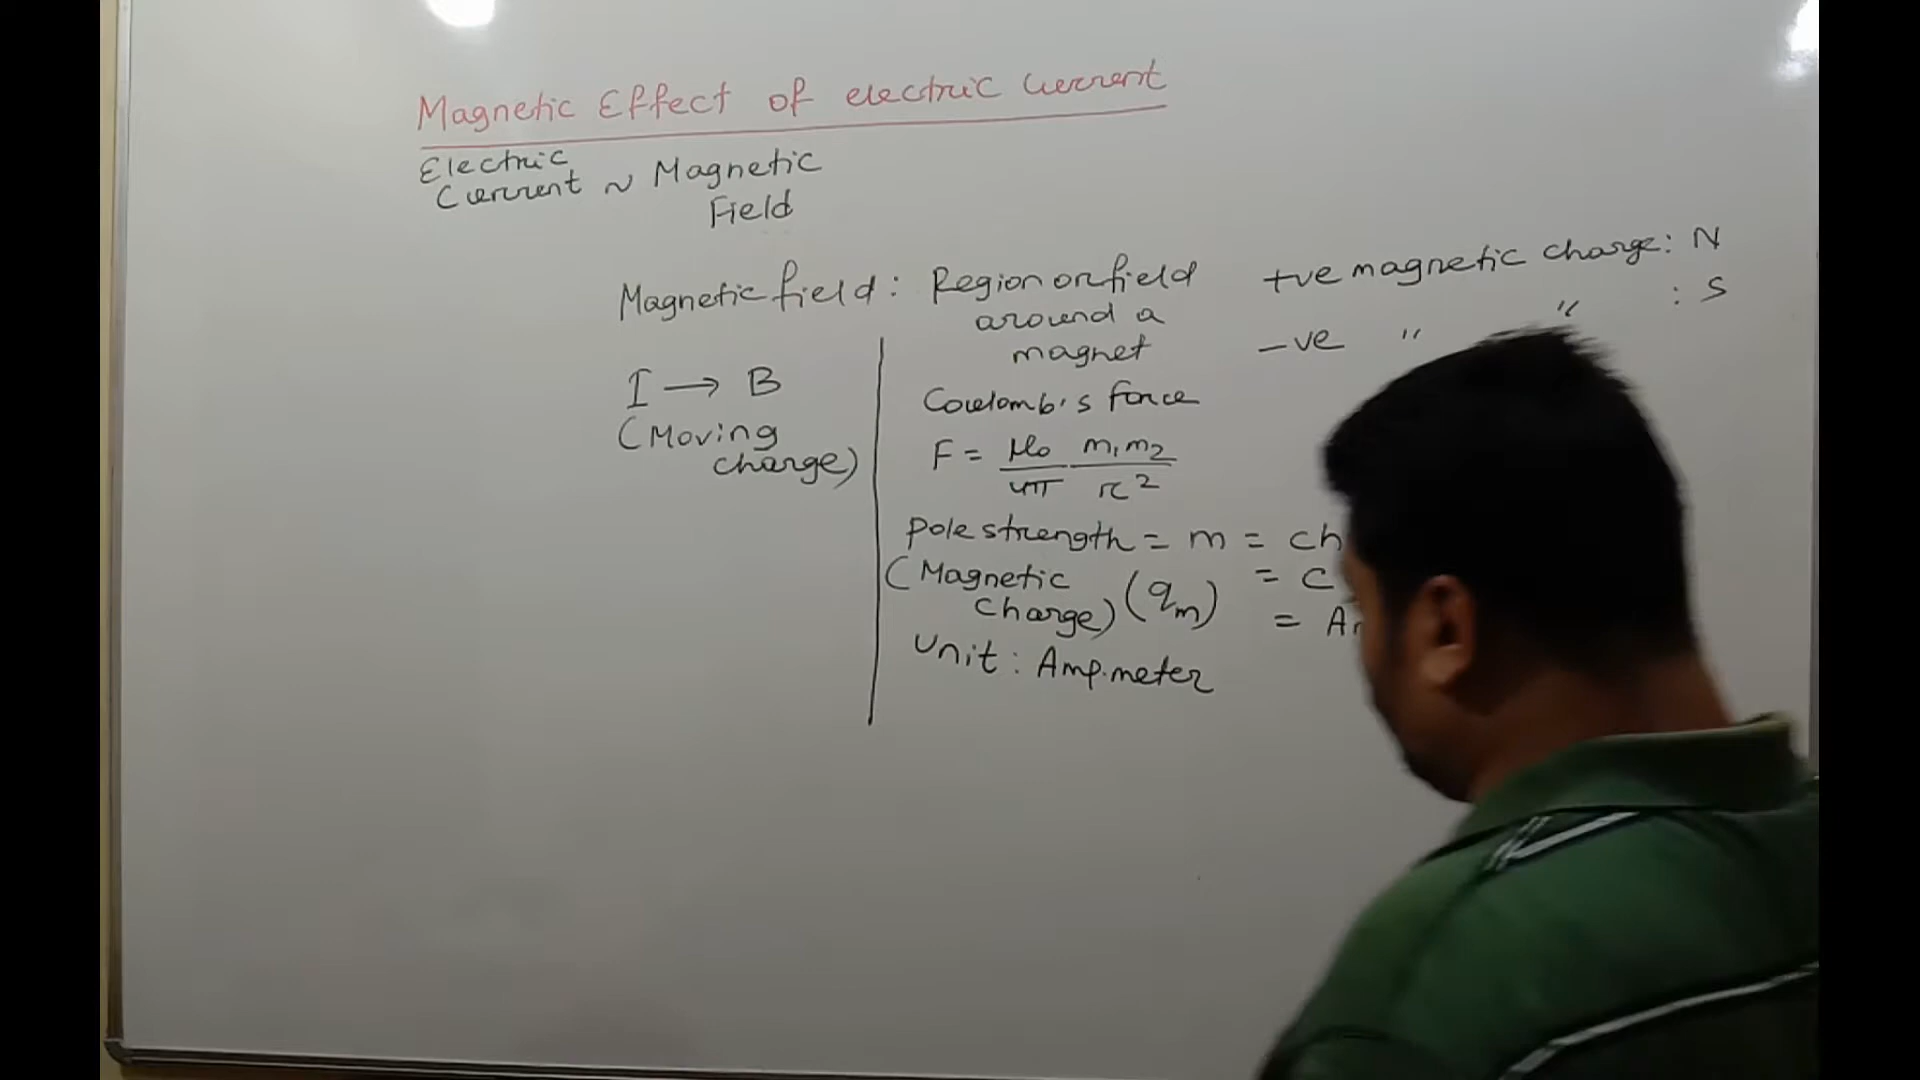 Magnetic Effect of electric current
Electric
Current ~ Magnetic
Field
Magnetic field : Region or field
around a
magnet
+ve magnetic charge : N
-ve " " : S
I → B
(Moving
charge)
Coulomb's force
F = μ₀/4π m₁m₂/r²
Pole strength = m = ch
(Magnetic
charge) (qm)
= C
= A
Unit : Amp.meter